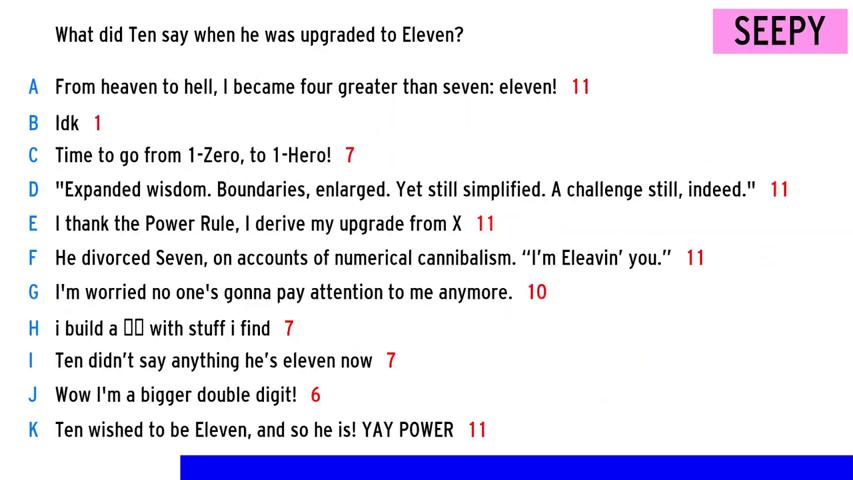 What did Ten say when he was upgraded to Eleven?
SEEPY
A From heaven to hell, I became four greater than seven: eleven! 11
B Idk 1
C Time to go from 1-Zero, to 1-Hero! 7
D "Expanded wisdom. Boundaries, enlarged. Yet still simplified. A challenge still, indeed." 11
E I thank the Power Rule, I derive my upgrade from X 11
F He divorced Seven, on accounts of numerical cannibalism. “I’m Eleavin’ you.” 11
G I'm worried no one's gonna pay attention to me anymore. 10
H i build a ▯▯ with stuff i find 7
I Ten didn’t say anything he’s eleven now 7
J Wow I'm a bigger double digit! 6
K Ten wished to be Eleven, and so he is! YAY POWER 11